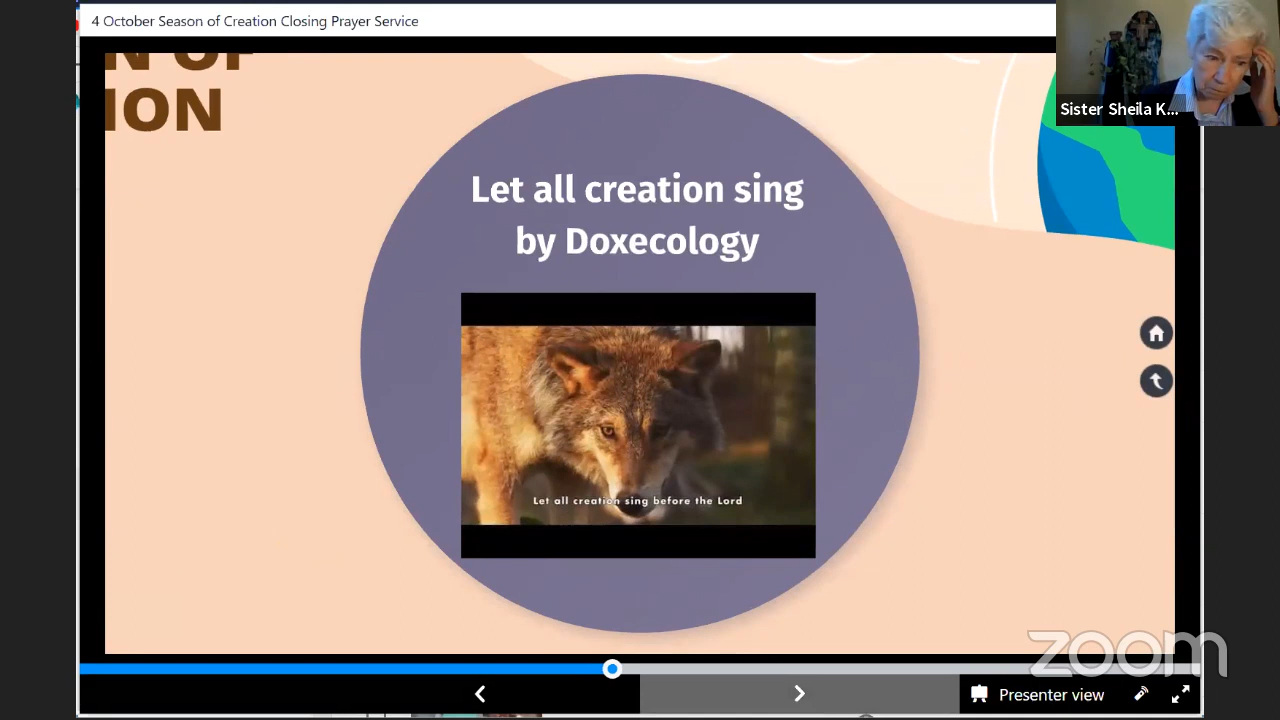 4 October Season of Creation Closing Prayer Service
N OF
ION
Sister Sheila K...
Let all creation sing
by Doxecology
Let all creation sing before the Lord
zoom
Presenter view